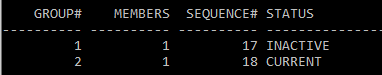 GROUP# MEMBERS SEQUENCE# STATUS
---------- ---------- ---------- ----------------
1 1 17 INACTIVE
2 1 18 CURRENT